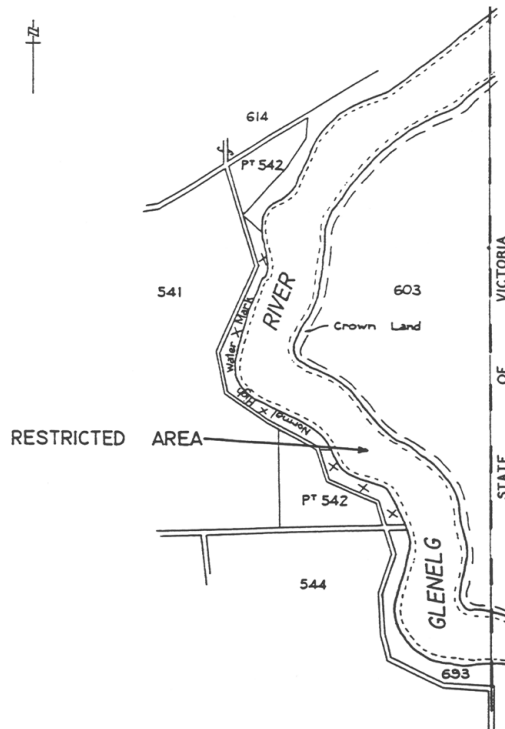 N
614
PT 542
541
603
RIVER
Crown Land
Normal High Water Mark
RESTRICTED AREA
PT 542
544
GLENELG
693
STATE OF VICTORIA